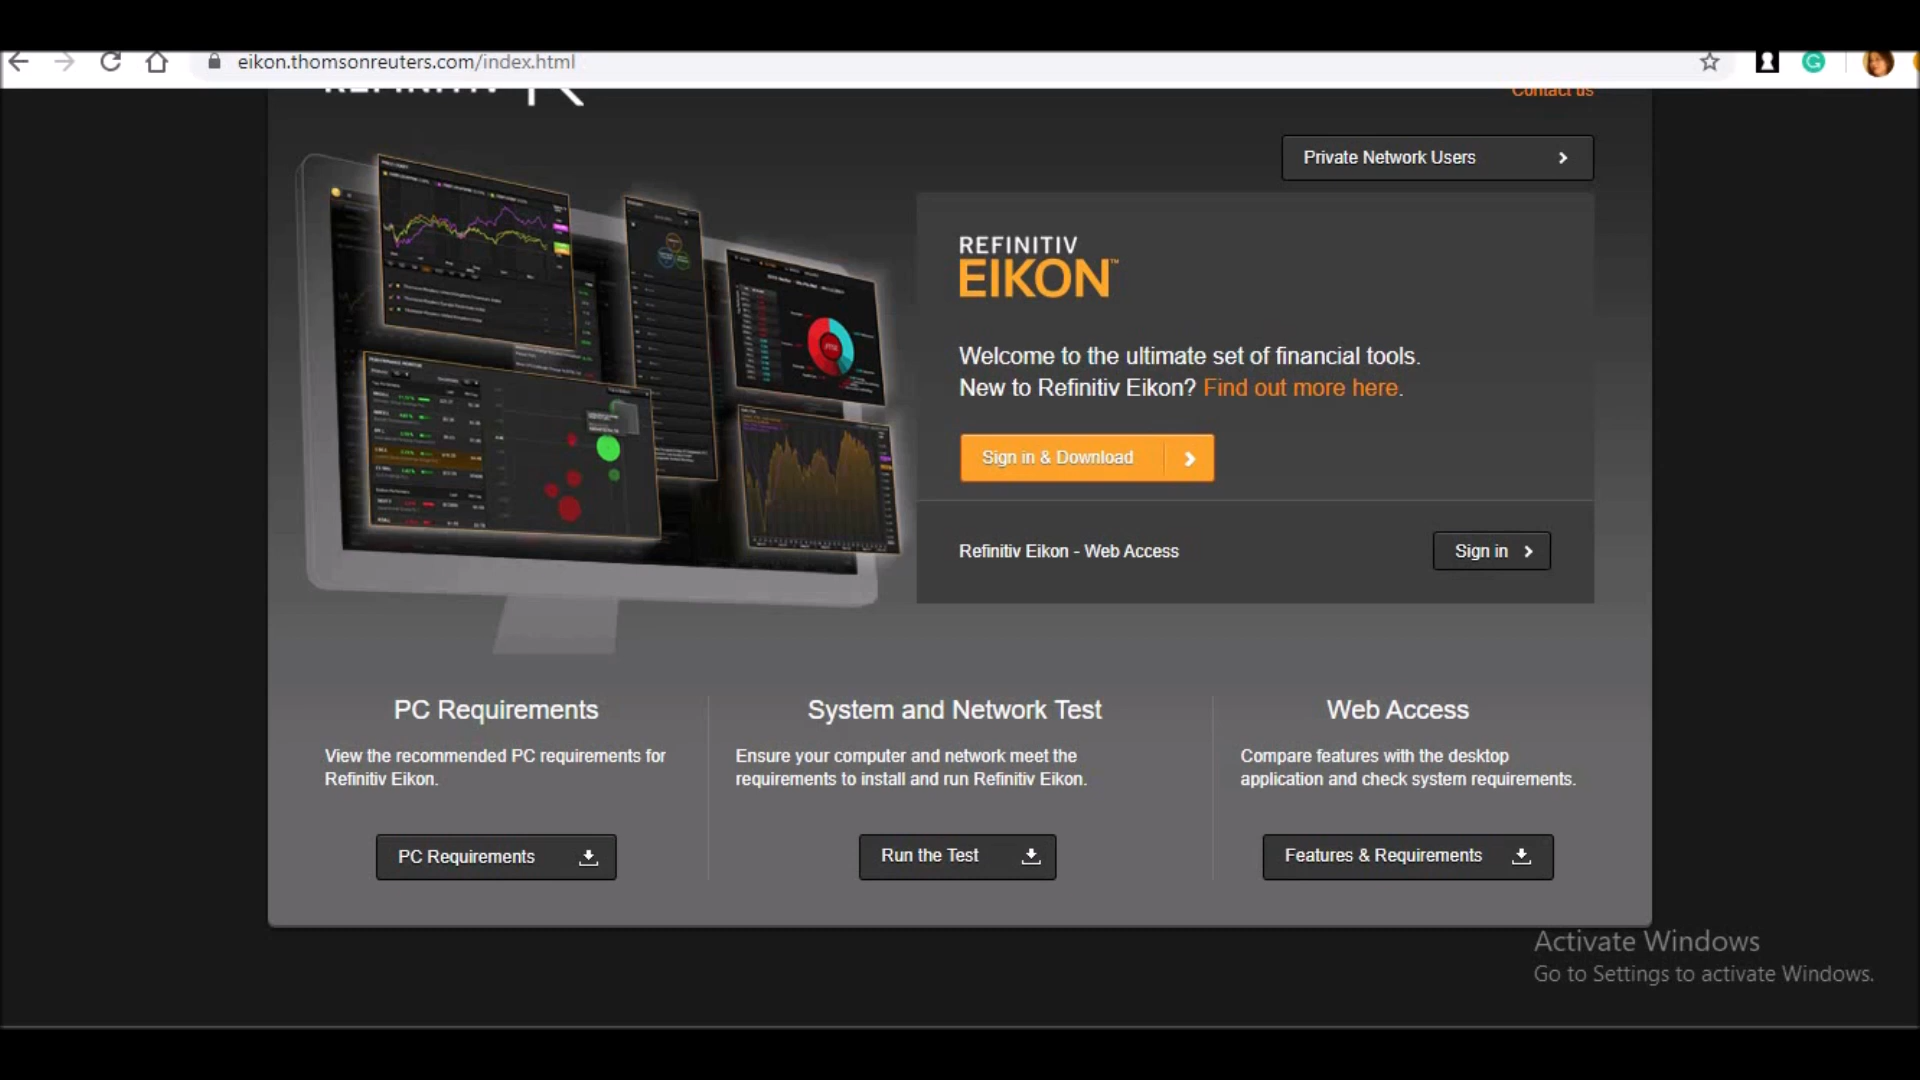 eikon.thomsonreuters.com/index.html
REFINITIV
Contact us
Private Network Users
REFINITIV
EIKON™
Welcome to the ultimate set of financial tools.
New to Refinitiv Eikon? Find out more here.
Sign in & Download
Refinitiv Eikon - Web Access
Sign in
PC Requirements
View the recommended PC requirements for
Refinitiv Eikon.
PC Requirements
System and Network Test
Ensure your computer and network meet the
requirements to install and run Refinitiv Eikon.
Run the Test
Web Access
Compare features with the desktop
application and check system requirements.
Features & Requirements
Activate Windows
Go to Settings to activate Windows.